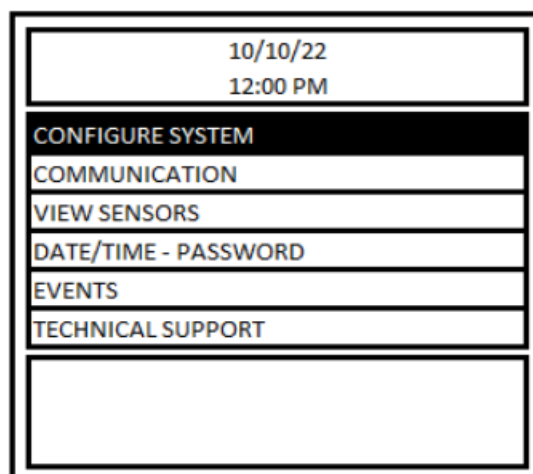 10/10/22
12:00 PM
CONFIGURE SYSTEM
COMMUNICATION
VIEW SENSORS
DATE/TIME - PASSWORD
EVENTS
TECHNICAL SUPPORT